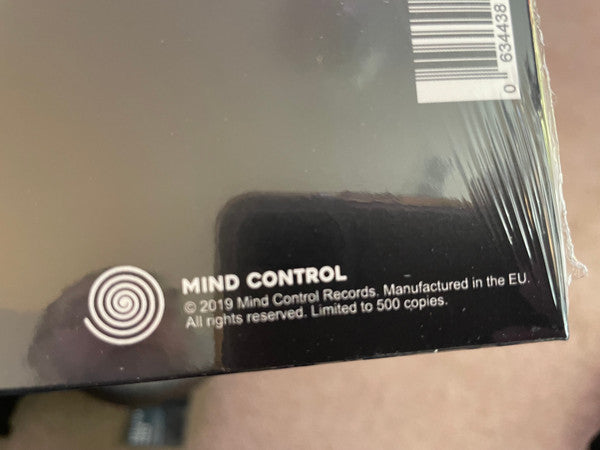 0 634438
MIND CONTROL
© 2019 Mind Control Records. Manufactured in the EU.
All rights reserved. Limited to 500 copies.